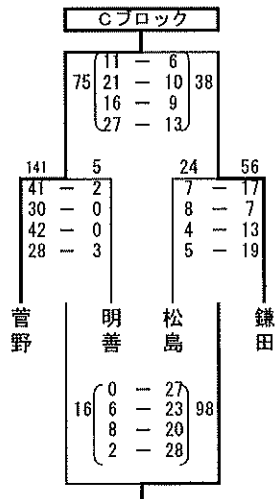 Cブロック
11 － 6
75 21 － 10 38
16 － 9
27 － 13
141 5 24 56
41 － 2 7 － 17
30 － 0 8 － 7
42 － 0 4 － 13
28 － 3 5 － 19
菅野 明善 松島 鎌田
0 － 27
16 6 － 23 98
8 － 20
2 － 28